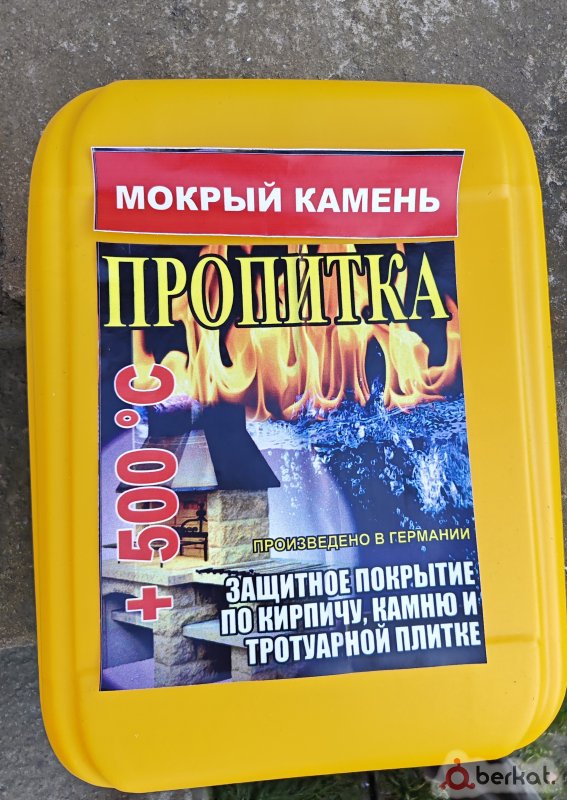 МОКРЫЙ КАМЕНЬ
ПРОПИТКА
+ 500 °C
ПРОИЗВЕДЕНО В ГЕРМАНИИ
ЗАЩИТНОЕ ПОКРЫТИЕ
ПО КИРПИЧУ, КАМНЮ И
ТРОТУАРНОЙ ПЛИТКЕ
berkat.